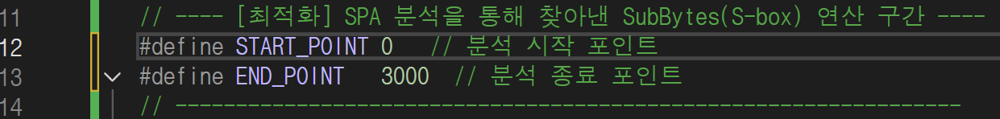 11 // ---- [최적화] SPA 분석을 통해 찾아낸 SubBytes(S-box) 연산 구간 ----
12 #define START_POINT 0 // 분석 시작 포인트
13 #define END_POINT 3000 // 분석 종료 포인트
14 // -----------------------------------------------------------------